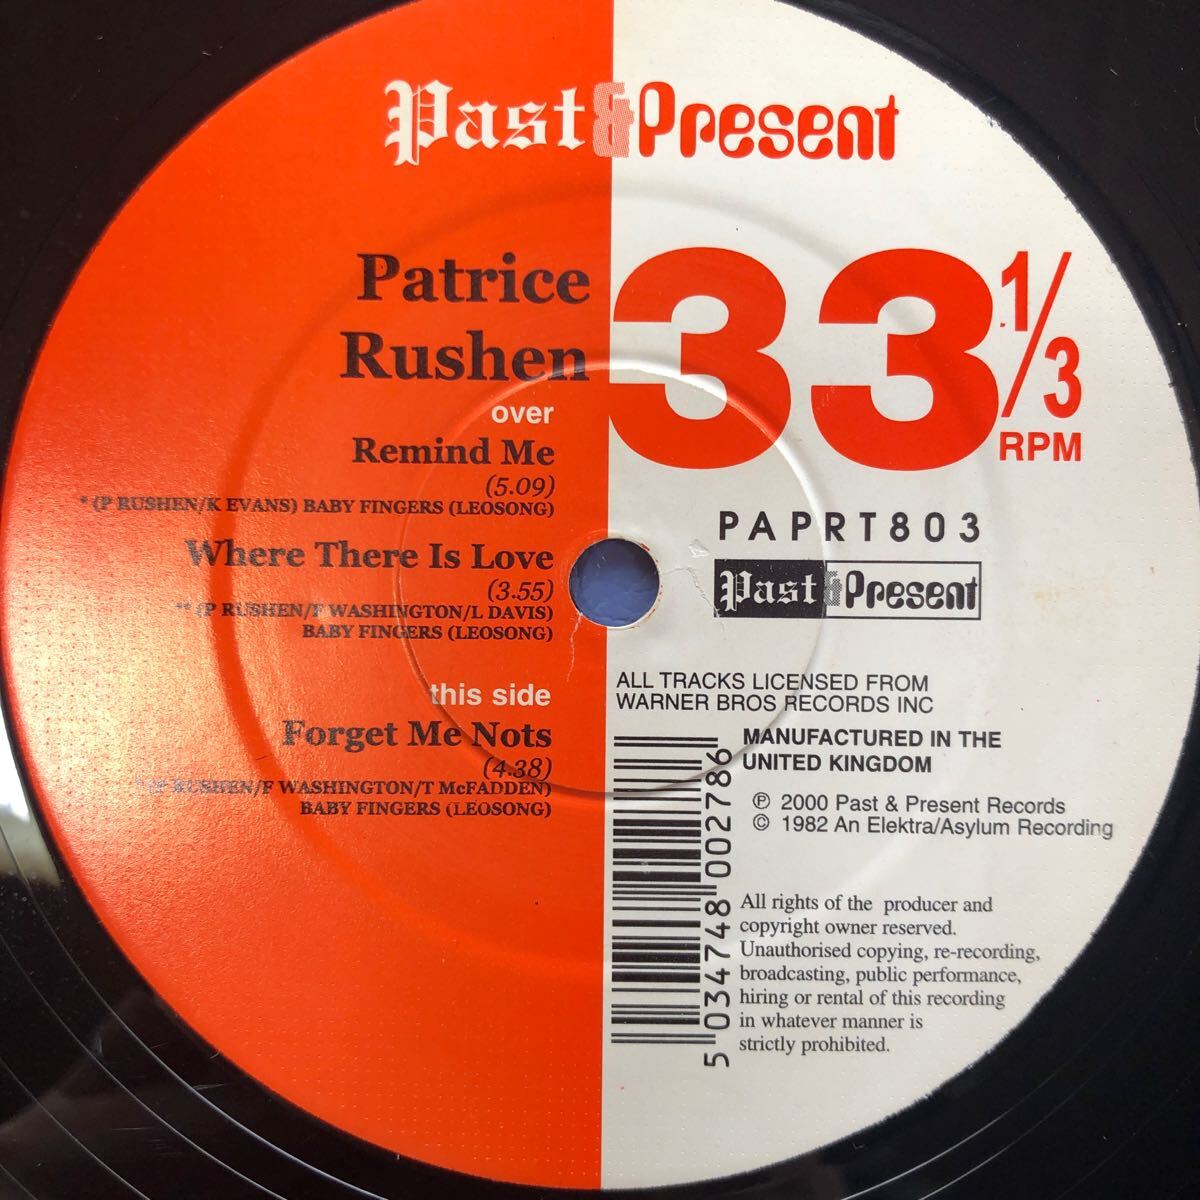 Past & Present
Patrice
Rushen
over
Remind Me
(5.09)
* (P RUSHEN/K EVANS) BABY FINGERS (LEOSONG)
Where There Is Love
(3.55)
** (P RUSHEN/F WASHINGTON/L DAVIS)
BABY FINGERS (LEOSONG)
this side
Forget Me Nots
(4.38)
(P RUSHEN/F WASHINGTON/T McFADDEN)
BABY FINGERS (LEOSONG)
33 1/3
RPM
PAPRT803
Past & Present
ALL TRACKS LICENSED FROM
WARNER BROS RECORDS INC
MANUFACTURED IN THE
UNITED KINGDOM
℗ 2000 Past & Present Records
© 1982 An Elektra/Asylum Recording
5 034748 002786
All rights of the producer and
copyright owner reserved.
Unauthorised copying, re-recording,
broadcasting, public performance,
hiring or rental of this recording
in whatever manner is
strictly prohibited.